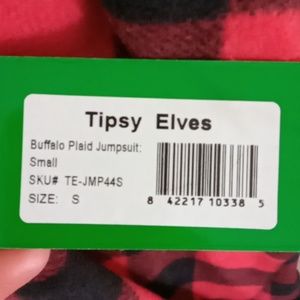 Tipsy Elves
Buffalo Plaid Jumpsuit:
Small
SKU# TE-JMP44S
SIZE: S
8 42217 10338 5